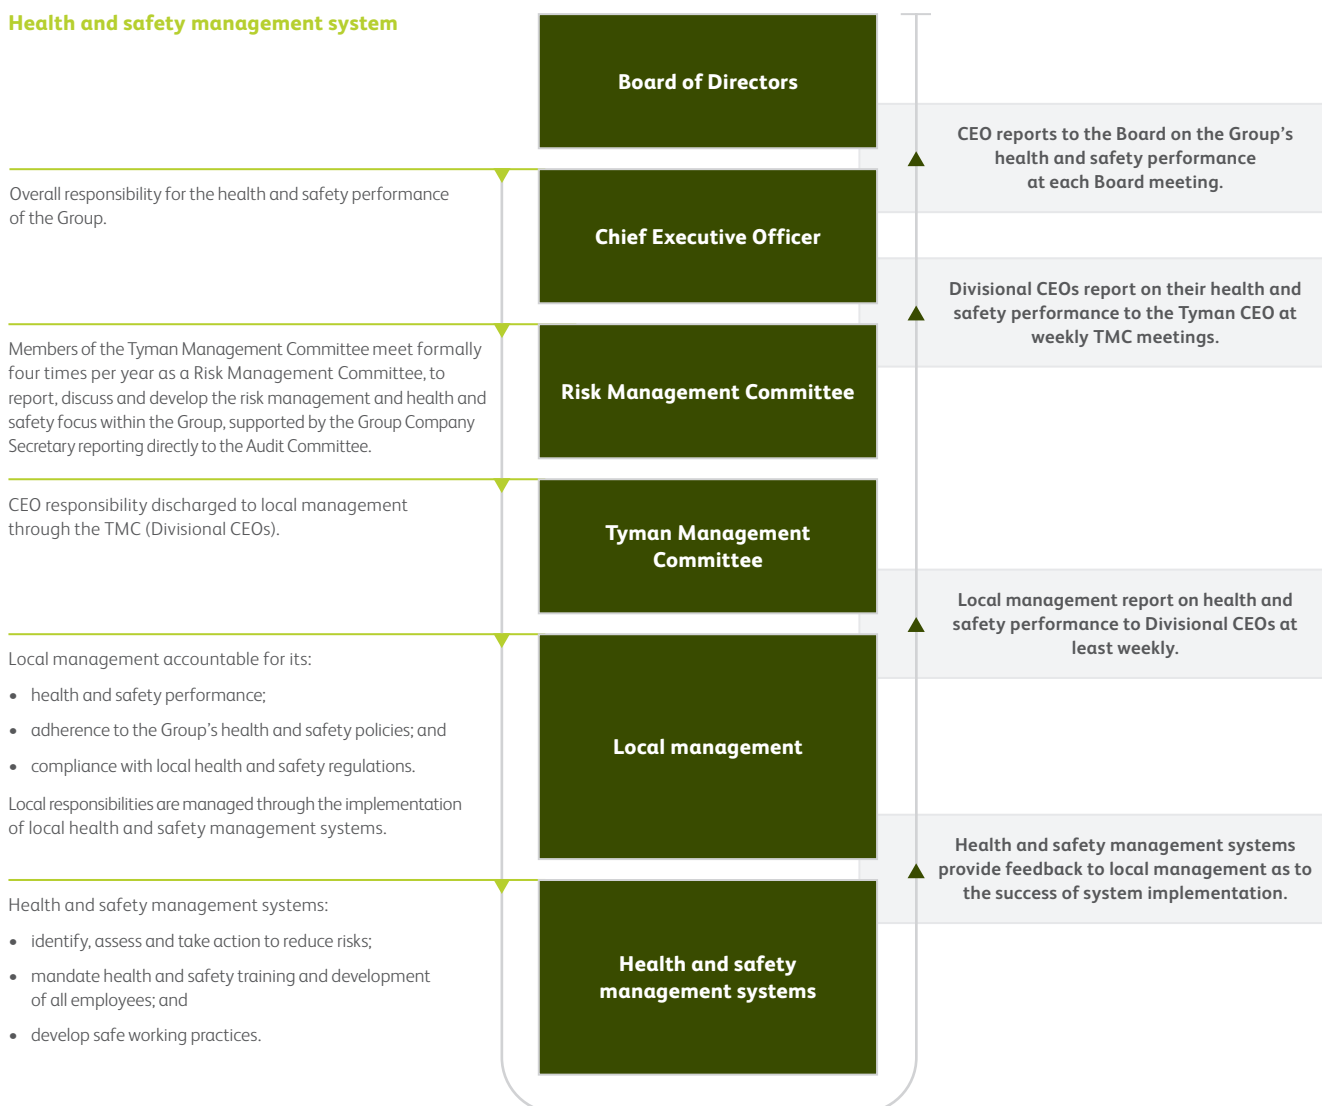 Health and safety management system
Board of Directors
CEO reports to the Board on the Group’s
health and safety performance
at each Board meeting.
Overall responsibility for the health and safety performance
of the Group.
Chief Executive Officer
Divisional CEOs report on their health and
safety performance to the Tyman CEO at
weekly TMC meetings.
Members of the Tyman Management Committee meet formally
four times per year as a Risk Management Committee, to
report, discuss and develop the risk management and health and
safety focus within the Group, supported by the Group Company
Secretary reporting directly to the Audit Committee.
Risk Management Committee
CEO responsibility discharged to local management
through the TMC (Divisional CEOs).
Tyman Management
Committee
Local management report on health and
safety performance to Divisional CEOs at
least weekly.
Local management accountable for its:
• health and safety performance;
• adherence to the Group’s health and safety policies; and
• compliance with local health and safety regulations.
Local responsibilities are managed through the implementation
of local health and safety management systems.
Local management
Health and safety management systems
provide feedback to local management as to
the success of system implementation.
Health and safety management systems:
• identify, assess and take action to reduce risks;
• mandate health and safety training and development
of all employees; and
• develop safe working practices.
Health and safety
management systems